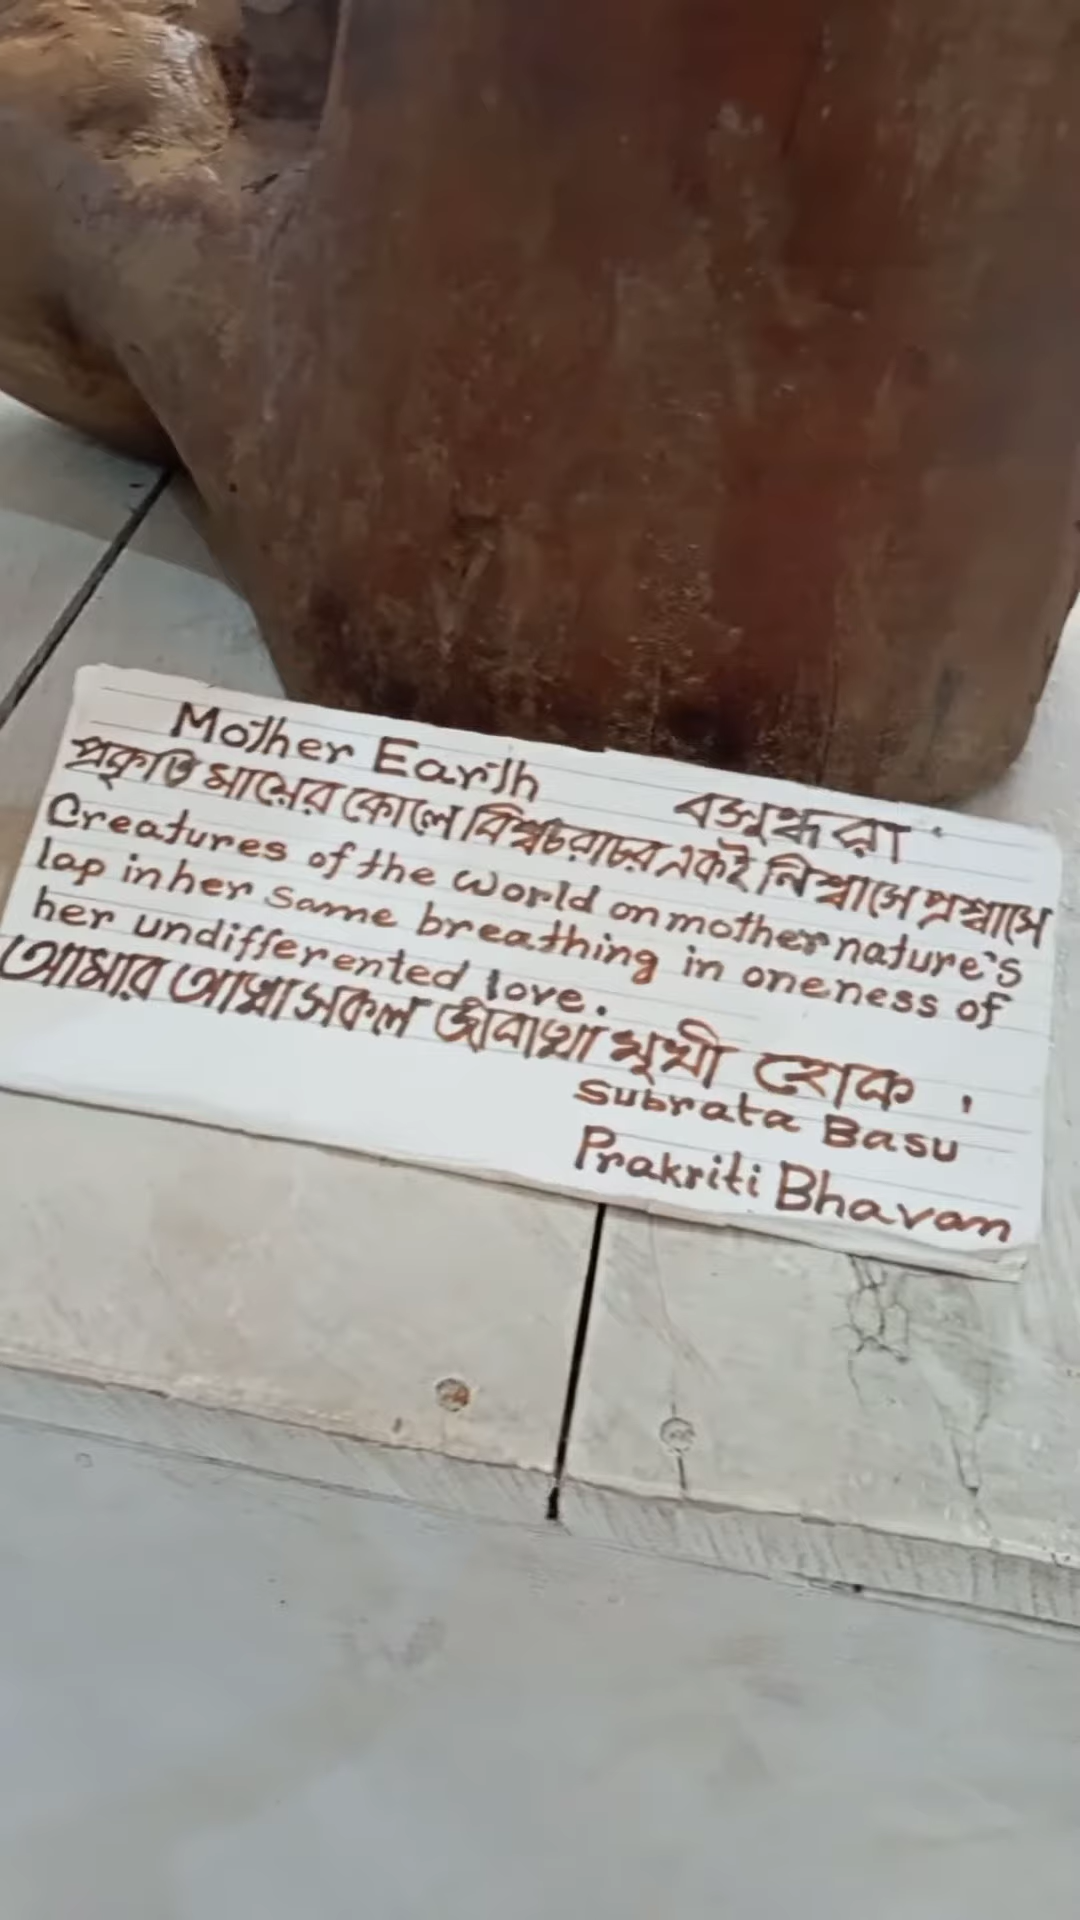 Mother Earth বসুন্ধরা .
প্রকৃতি মায়ের কোলে বিশ্বচরাচর একই নিশ্বাসে প্রশ্বাসে
Creatures of the world on mother nature's
lap in her same breathing in oneness of
her undifferented love.
আমার আত্মা সকল জীবাত্মা সুখী হোক ।
Subrata Basu
Prakriti Bhavan